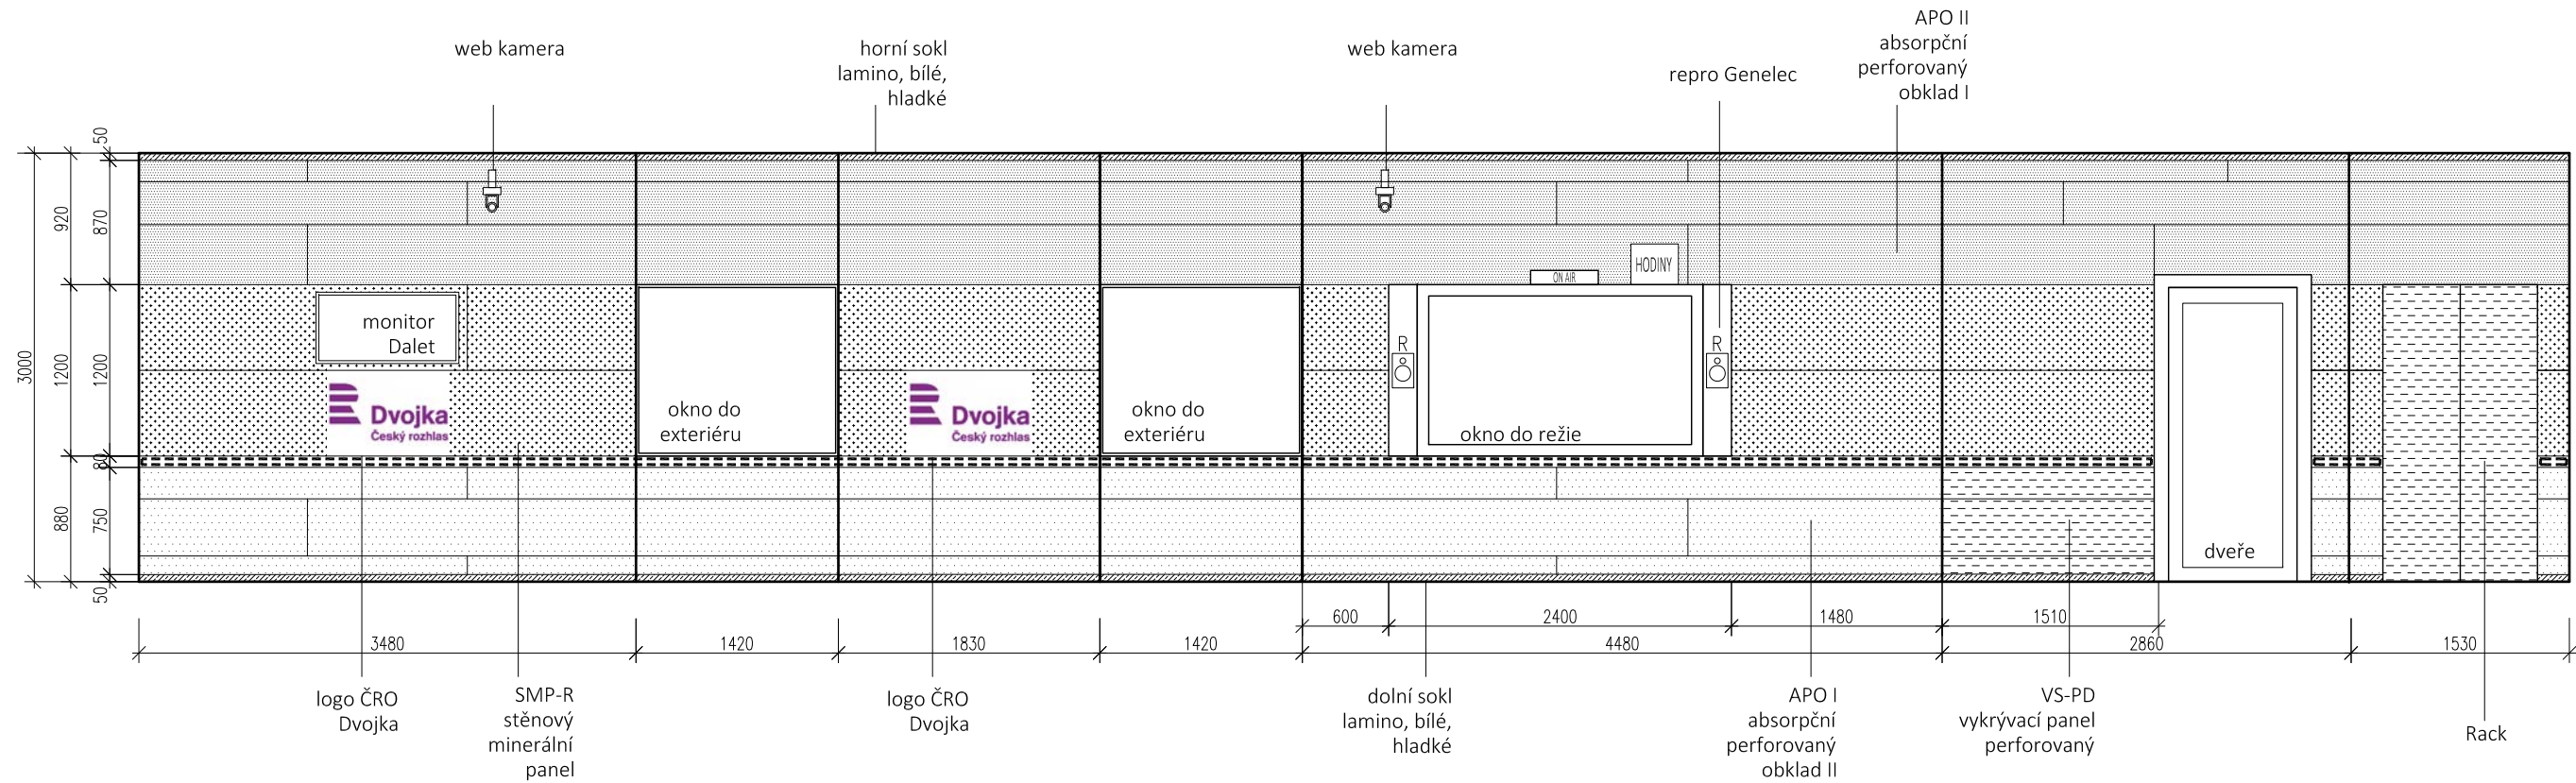 APO II
absorpční
perforovaný
obklad I
web kamera
horní sokl
lamino, bílé,
hladké
web kamera
repro Genelec
50
920
870
3000
1200
1200
80
880
750
50
HODINY
ON AIR
monitor
Dalet
R
R
Dvojka
Český rozhlas
okno do
exteriéru
Dvojka
Český rozhlas
okno do
exteriéru
okno do režie
dveře
600
2400
1480
1510
3480
1420
1830
1420
4480
2860
1530
logo ČRO
Dvojka
SMP-R
stěnový
minerální
panel
logo ČRO
Dvojka
dolní sokl
lamino, bílé,
hladké
APO I
absorpční
perforovaný
obklad II
VS-PD
vykrývací panel
perforovaný
Rack